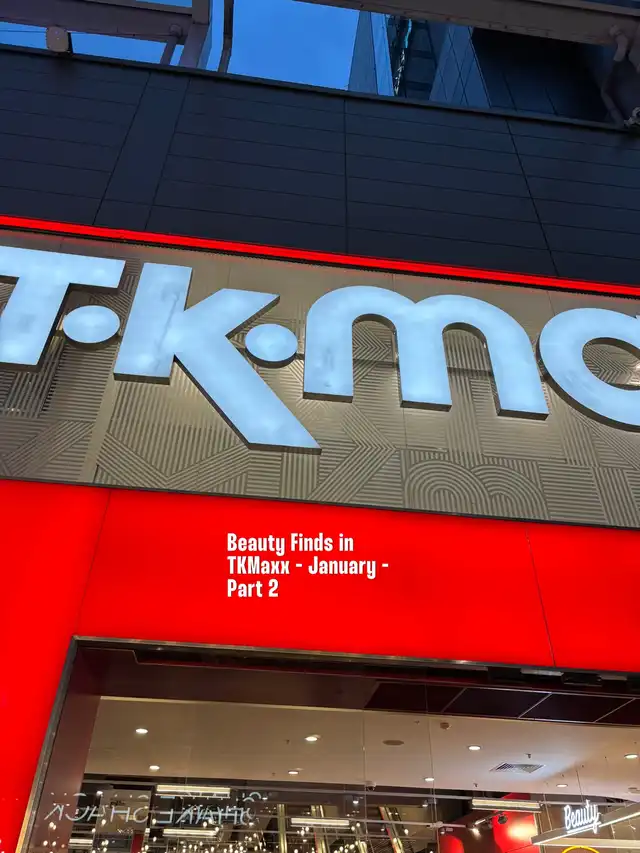 T·K·ma
Beauty Finds in
TKMaxx - January -
Part 2
Beauty